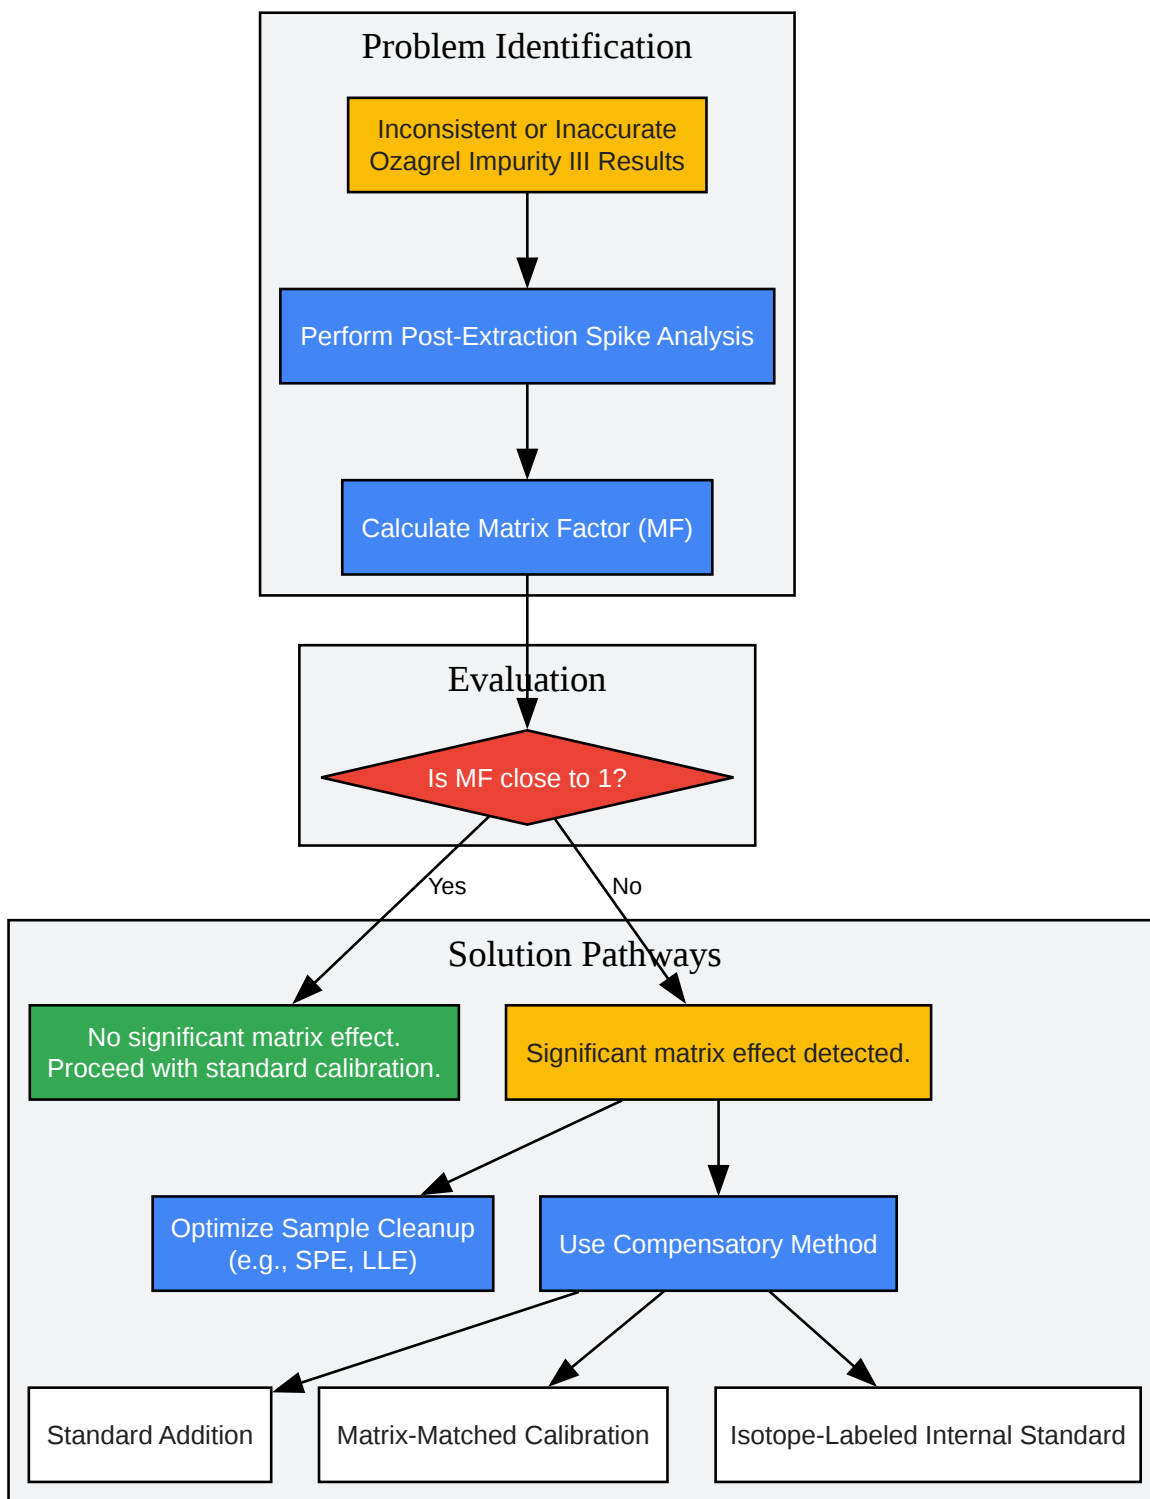 Problem Identification
Inconsistent or Inaccurate
Ozagrel Impurity III Results
Perform Post-Extraction Spike Analysis
Calculate Matrix Factor (MF)
Evaluation
Is MF close to 1?
Yes
No
Solution Pathways
No significant matrix effect.
Proceed with standard calibration.
Significant matrix effect detected.
Optimize Sample Cleanup
(e.g., SPE, LLE)
Use Compensatory Method
Standard Addition
Matrix-Matched Calibration
Isotope-Labeled Internal Standard